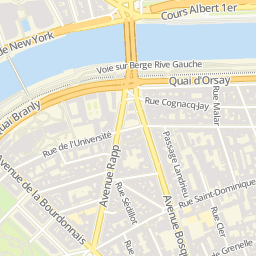 Cours Albert 1er
de New York
Voie sur Berge Rive Gauche
Quai d'Orsay
Quai Branly
Rue Cognacq-Jay
Rue Malar
Rue de l'Université
Passage Landrieu
Avenue Rapp
Avenue de la Bourdonnais
Rue Sédillot
Rue Saint-Dominique
Avenue Bosq
Rue Cler
de Grenelle